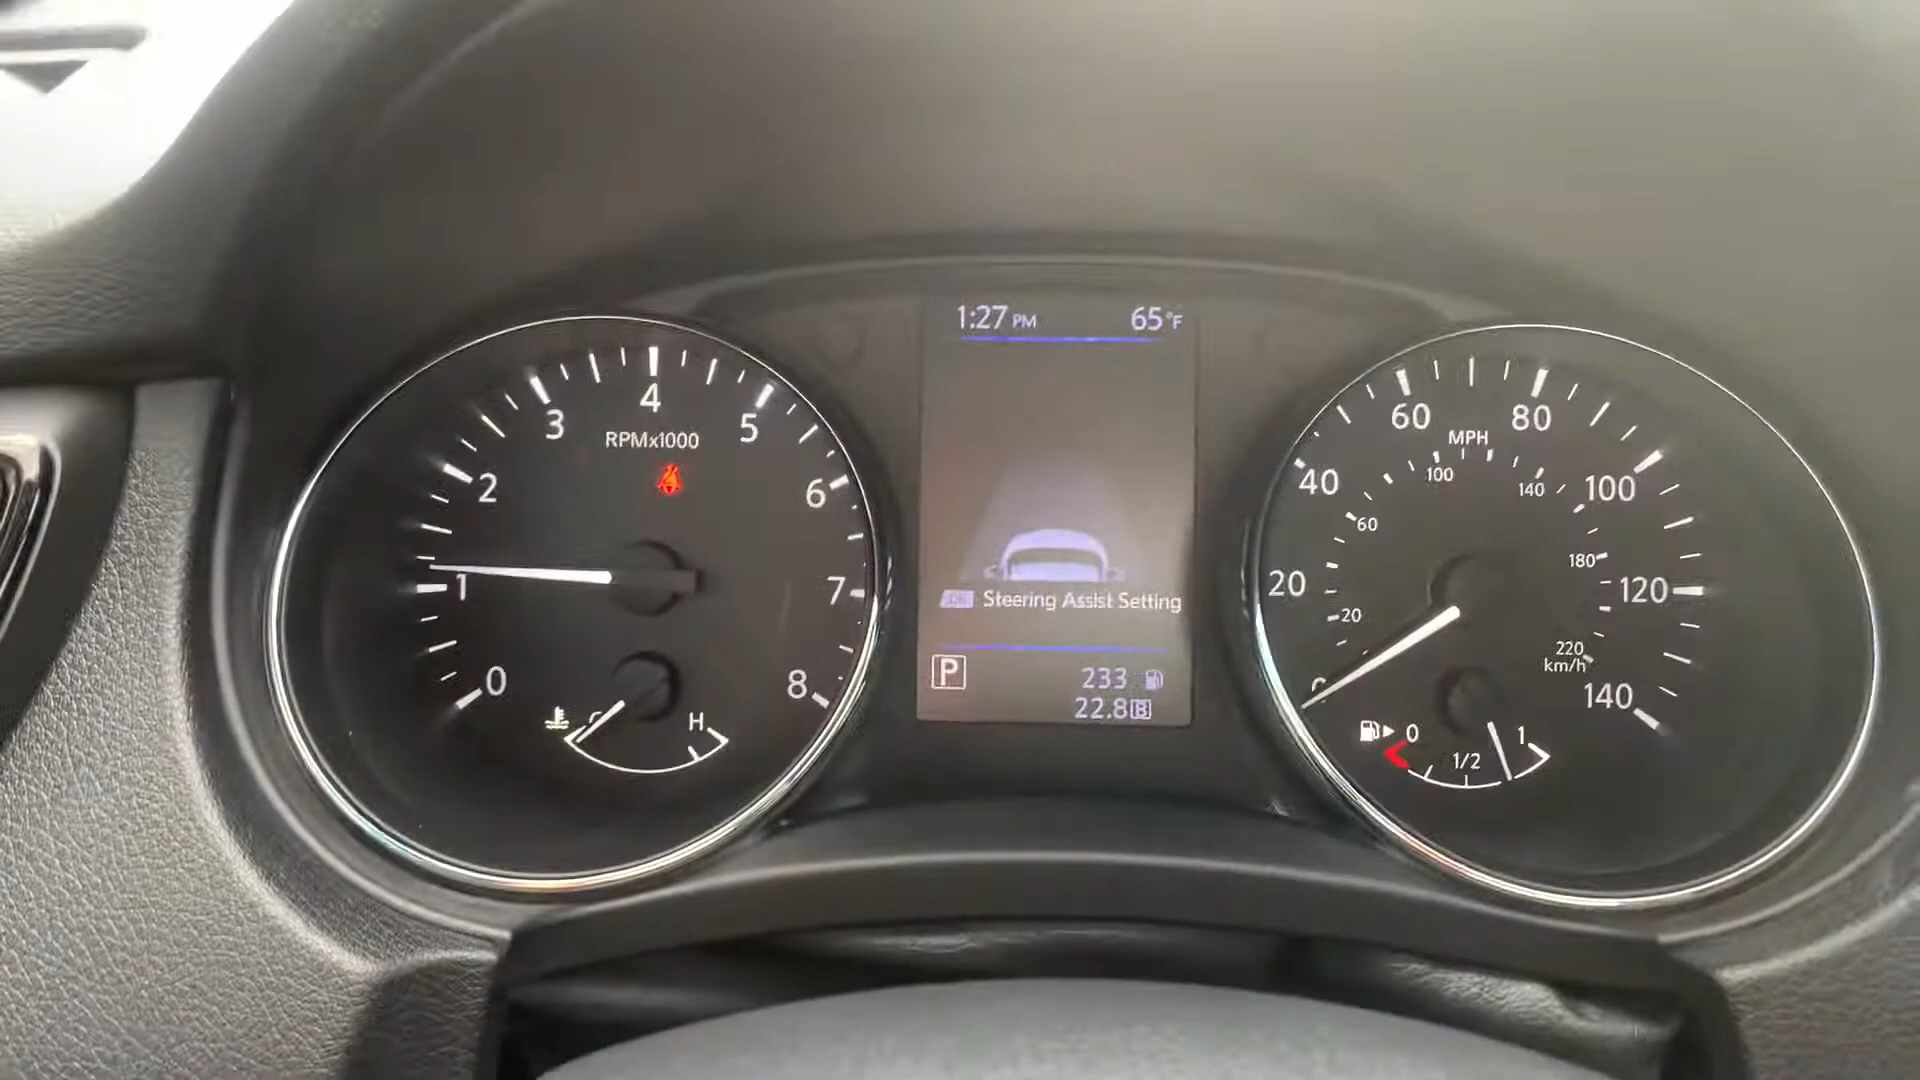 1:27 PM 65°F
4
3 5
RPMx1000
2 6
1 7
0 8
H
Steering Assist Setting
P 233
22.8 B
60 80
MPH
40 100 140 100
60
20 180 120
20
220
km/h
0 140
0 1/2 1